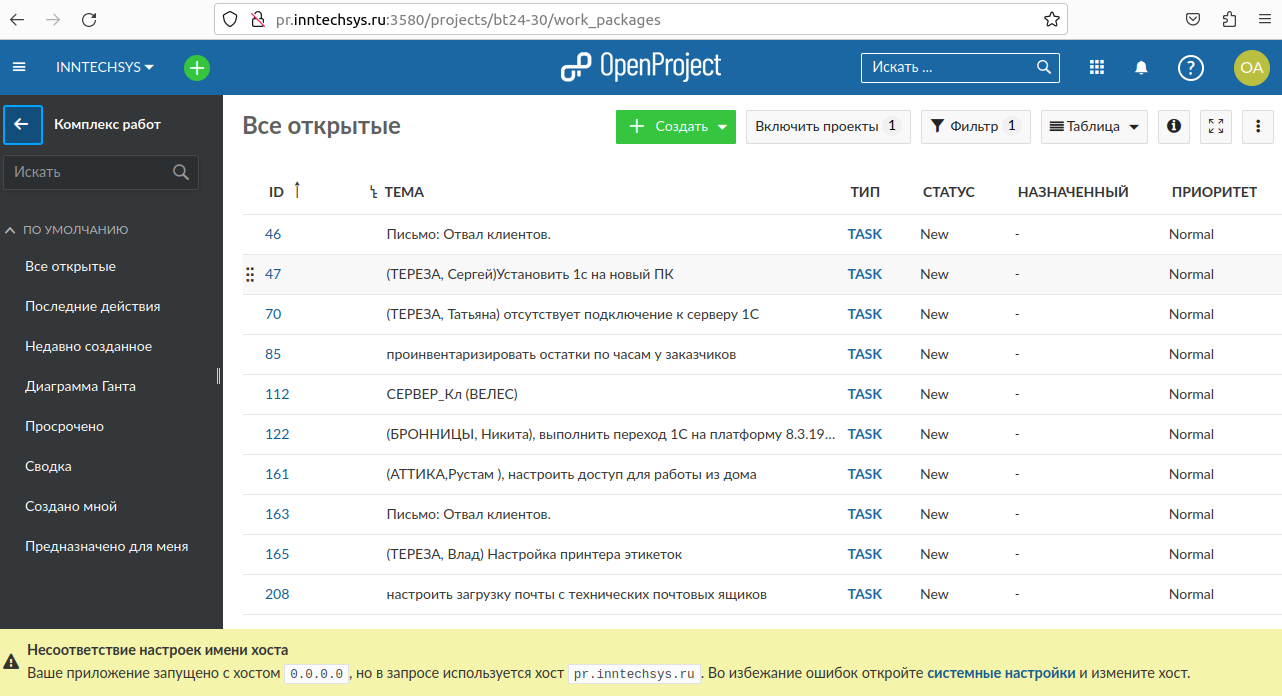 pr.inntechsys.ru:3580/projects/bt24-30/work_packages
INNTECHSYS
OpenProject
Искать ...
?
OA
Комплекс работ
Искать
ПО УМОЛЧАНИЮ
Все открытые
Последние действия
Недавно созданное
Диаграмма Ганта
Просрочено
Сводка
Создано мной
Предназначено для меня
Все открытые
Создать
Включить проекты 1
Фильтр 1
Таблица
ID ТЕМА ТИП СТАТУС НАЗНАЧЕННЫЙ ПРИОРИТЕТ
46 Письмо: Отвал клиентов. TASK New - Normal
47 (ТЕРЕЗА, Сергей)Установить 1с на новый ПК TASK New - Normal
70 (ТЕРЕЗА, Татьяна) отсутствует подключение к серверу 1С TASK New - Normal
85 проинвентаризировать остатки по часам у заказчиков TASK New - Normal
112 СЕРВЕР_Кл (ВЕЛЕС) TASK New - Normal
122 (БРОННИЦЫ, Никита), выполнить переход 1С на платформу 8.3.19... TASK New - Normal
161 (АТТИКА,Рустам ), настроить доступ для работы из дома TASK New - Normal
163 Письмо: Отвал клиентов. TASK New - Normal
165 (ТЕРЕЗА, Влад) Настройка принтера этикеток TASK New - Normal
208 настроить загрузку почты с технических почтовых ящиков TASK New - Normal
Несоответствие настроек имени хоста
Ваше приложение запущено с хостом 0.0.0.0, но в запросе используется хост pr.inntechsys.ru. Во избежание ошибок откройте системные настройки и измените хост.